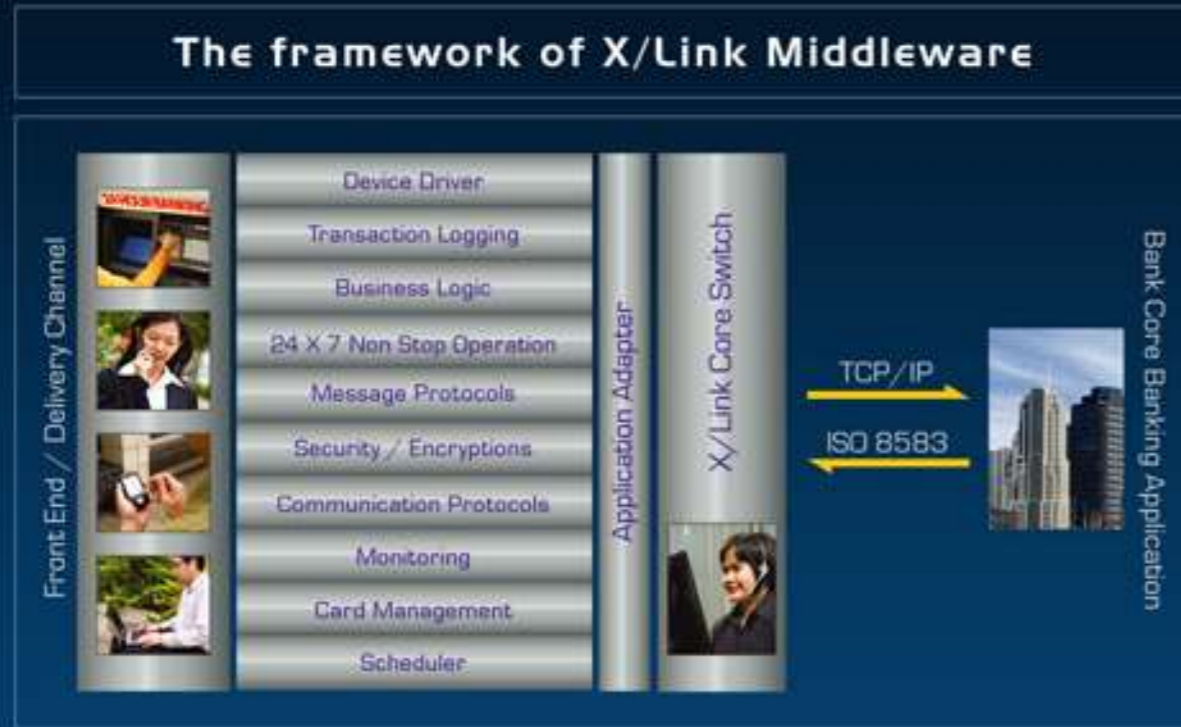 The framework of X/Link Middleware
Front End / Delivery Channel
Device Driver
Transaction Logging
Business Logic
24 X 7 Non Stop Operation
Message Protocols
Security / Encryptions
Communication Protocols
Monitoring
Card Management
Scheduler
Application Adapter
X/Link Core Switch
TCP/IP
ISO 8583
Bank Core Banking Application